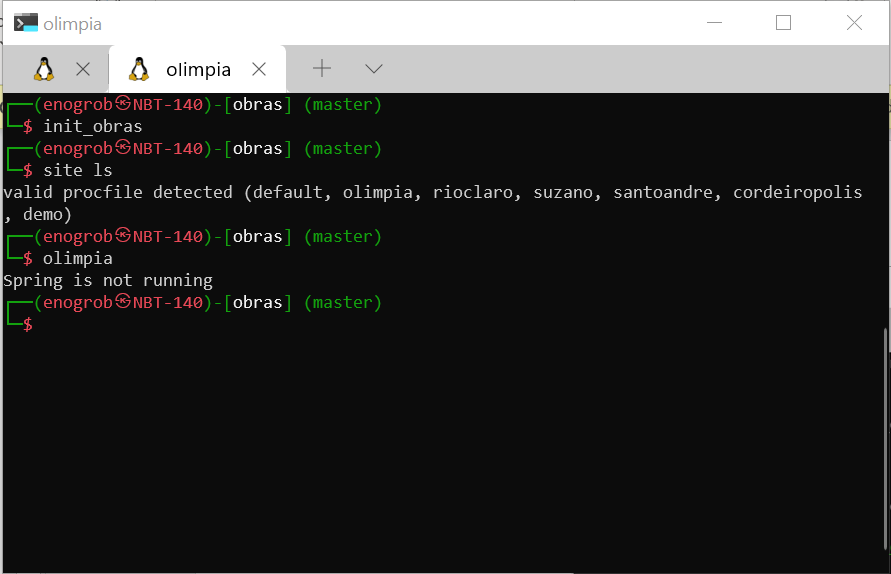 olimpia
olimpia
┌──(enogrob㉿NBT-140)-[obras] (master)
└─$ init_obras
┌──(enogrob㉿NBT-140)-[obras] (master)
└─$ site ls
valid procfile detected (default, olimpia, rioclaro, suzano, santoandre, cordeiropolis
, demo)
┌──(enogrob㉿NBT-140)-[obras] (master)
└─$ olimpia
Spring is not running
┌──(enogrob㉿NBT-140)-[obras] (master)
└─$